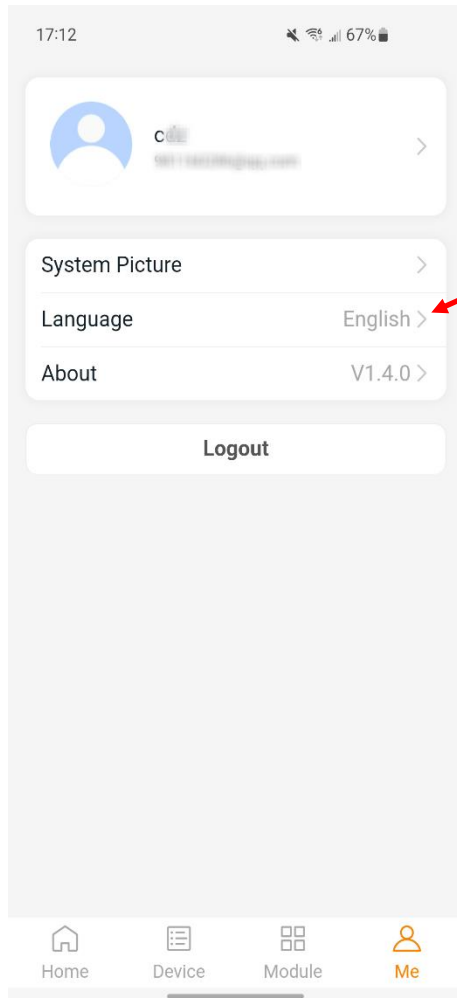 17:12 67%
System Picture
Language English
About V1.4.0
Logout
Home Device Module Me